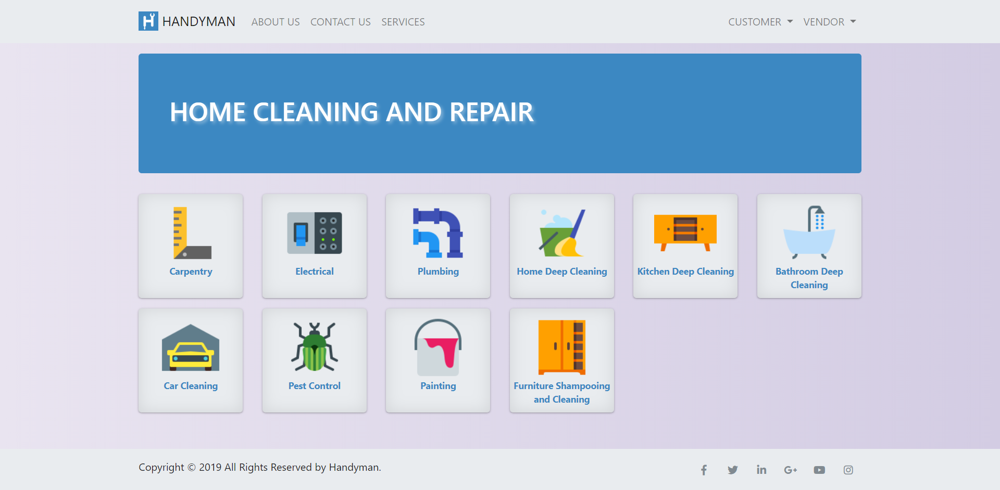 HANDYMAN ABOUT US CONTACT US SERVICES CUSTOMER VENDOR
HOME CLEANING AND REPAIR
Carpentry
Electrical
Plumbing
Home Deep Cleaning
Kitchen Deep Cleaning
Bathroom Deep
Cleaning
Car Cleaning
Pest Control
Painting
Furniture Shampooing
and Cleaning
Copyright © 2019 All Rights Reserved by Handyman.